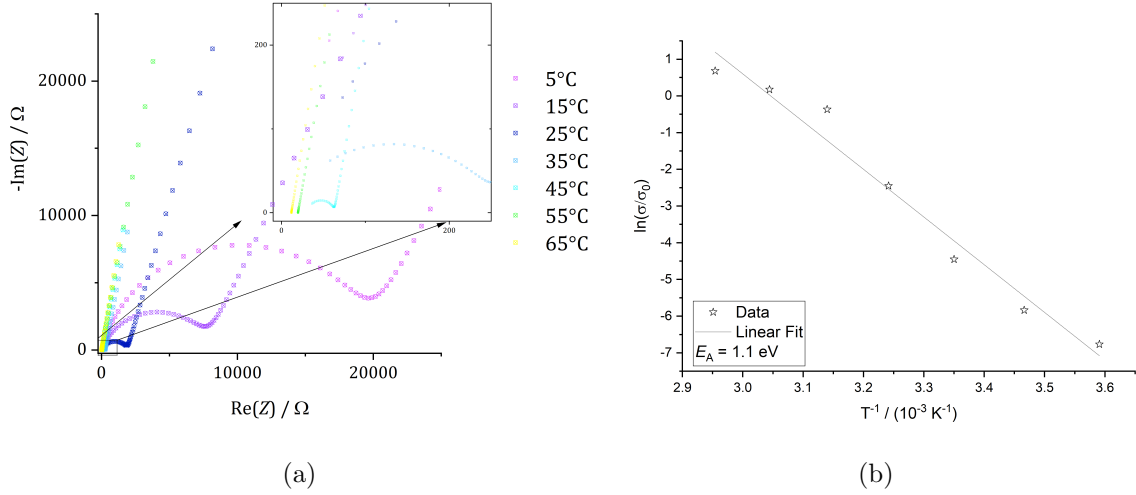 -Im(Z) / Ω
20000
10000
0
0
10000
20000
Re(Z) / Ω
200
0
0
200
5°C
15°C
25°C
35°C
45°C
55°C
65°C
(a)
ln(σ/σ0)
1
0
-1
-2
-3
-4
-5
-6
-7
2.9
3.0
3.1
3.2
3.3
3.4
3.5
3.6
T⁻¹ / (10⁻³ K⁻¹)
Data
Linear Fit
EA = 1.1 eV
(b)